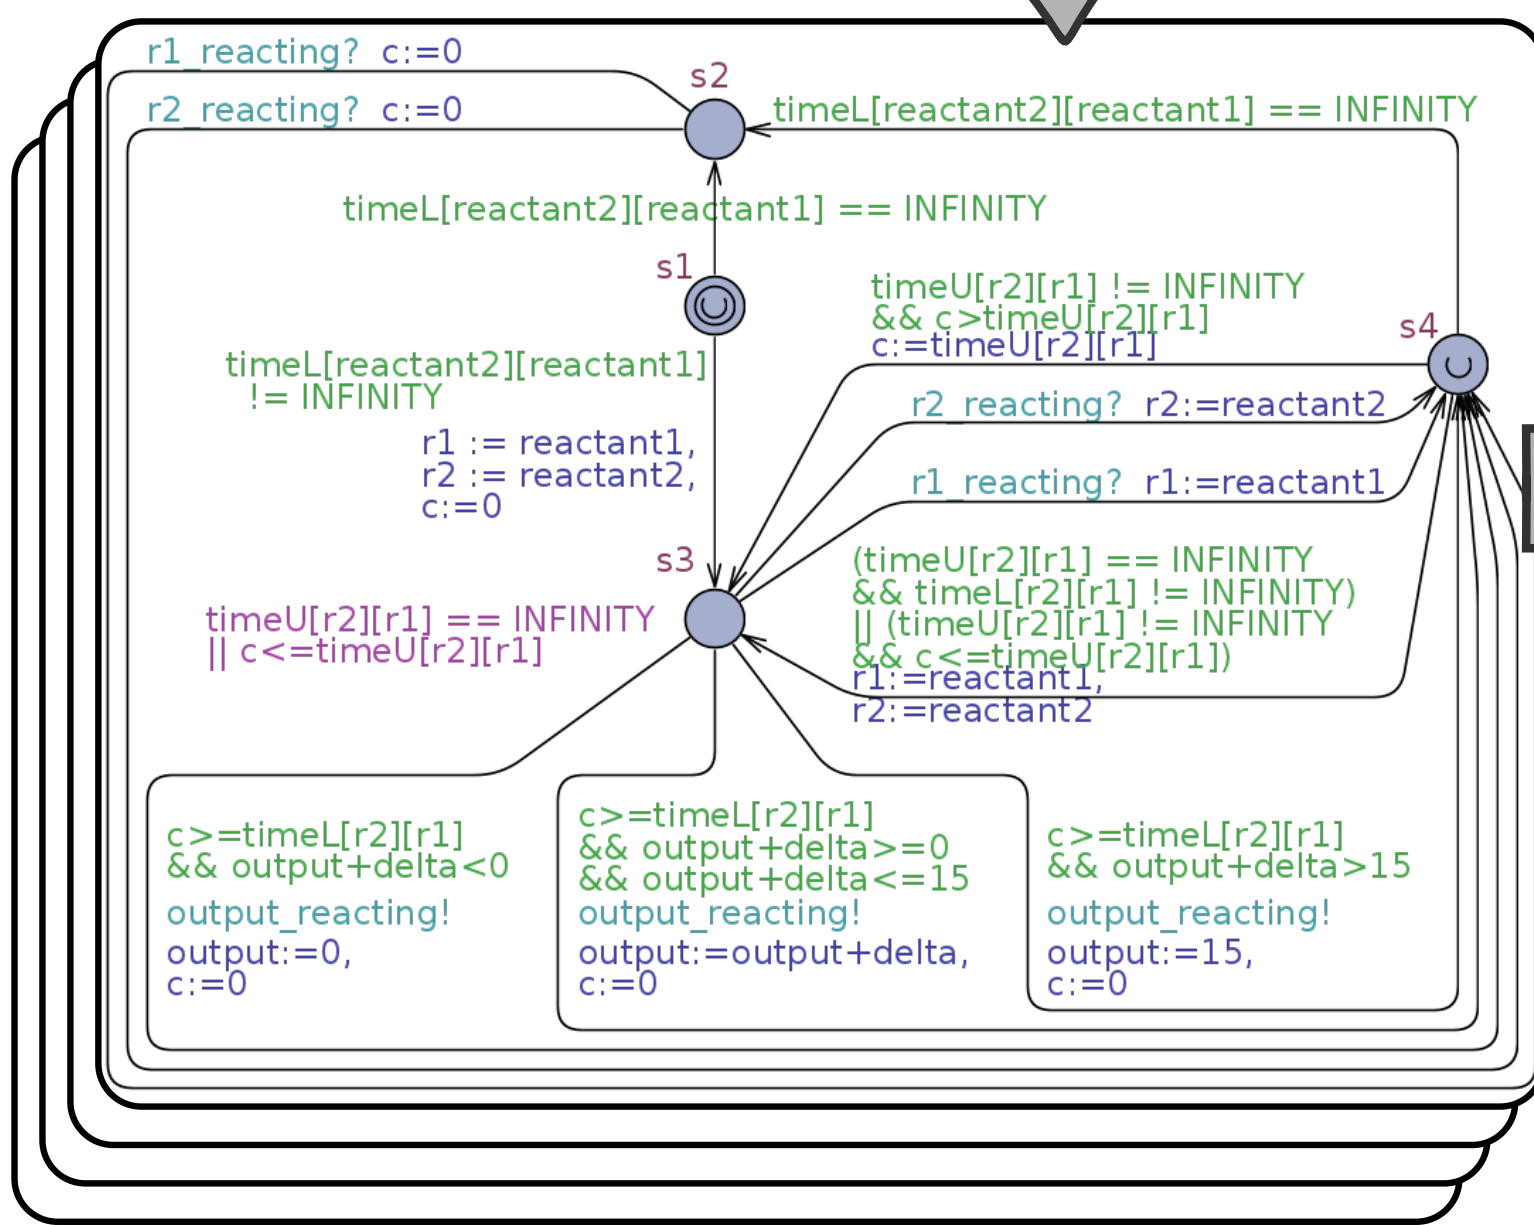 r1_reacting? c:=0
s2
r2_reacting? c:=0
timeL[reactant2][reactant1] == INFINITY
timeL[reactant2][reactant1] == INFINITY
s1
timeU[r2][r1] != INFINITY
&& c>timeU[r2][r1]
c:=timeU[r2][r1]
s4
timeL[reactant2][reactant1]
!= INFINITY
r1 := reactant1,
r2 := reactant2,
c:=0
r2_reacting? r2:=reactant2
r1_reacting? r1:=reactant1
s3
timeU[r2][r1] == INFINITY
|| c<=timeU[r2][r1]
(timeU[r2][r1] == INFINITY
&& timeL[r2][r1] != INFINITY)
|| (timeU[r2][r1] != INFINITY
&& c<=timeU[r2][r1])
r1:=reactant1,
r2:=reactant2
c>=timeL[r2][r1]
&& output+delta<0
output_reacting!
output:=0,
c:=0
c>=timeL[r2][r1]
&& output+delta>=0
&& output+delta<=15
output_reacting!
output:=output+delta,
c:=0
c>=timeL[r2][r1]
&& output+delta>15
output_reacting!
output:=15,
c:=0